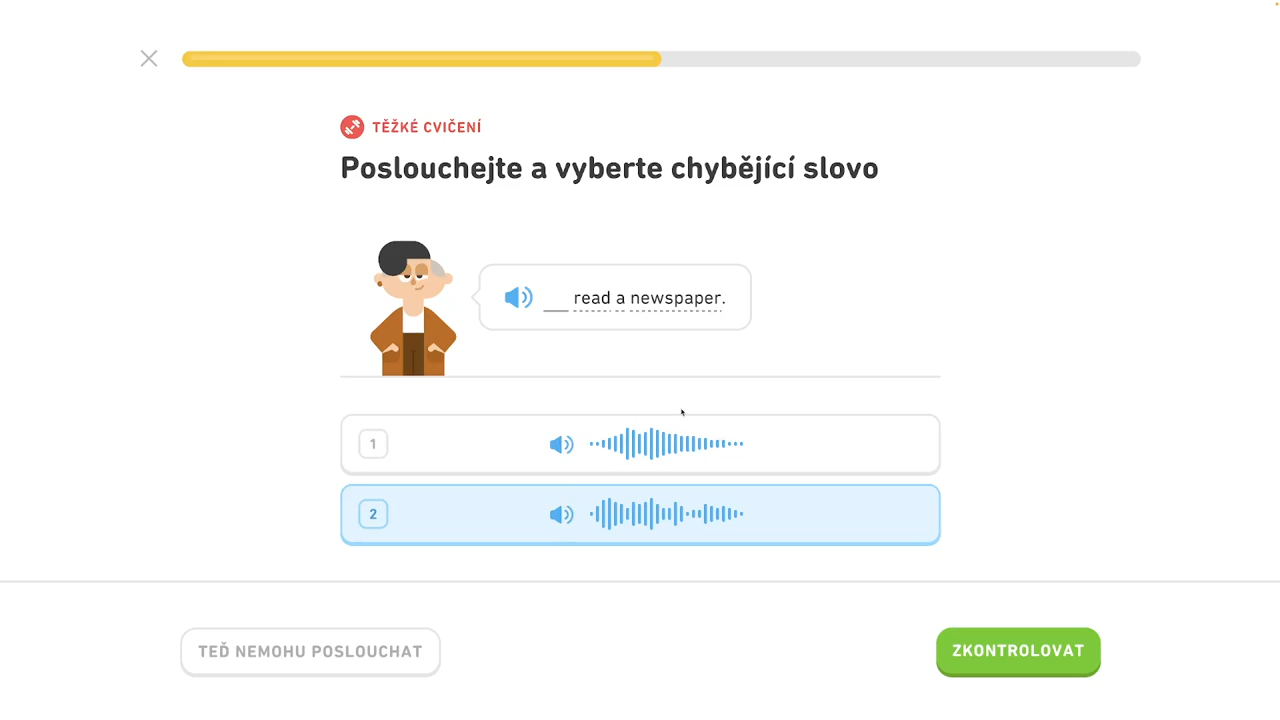 TĚŽKÉ CVIČENÍ
Poslouchejte a vyberte chybějící slovo
___ read a newspaper.
1
2
TEĎ NEMOHU POSLOUCHAT
ZKONTROLOVAT